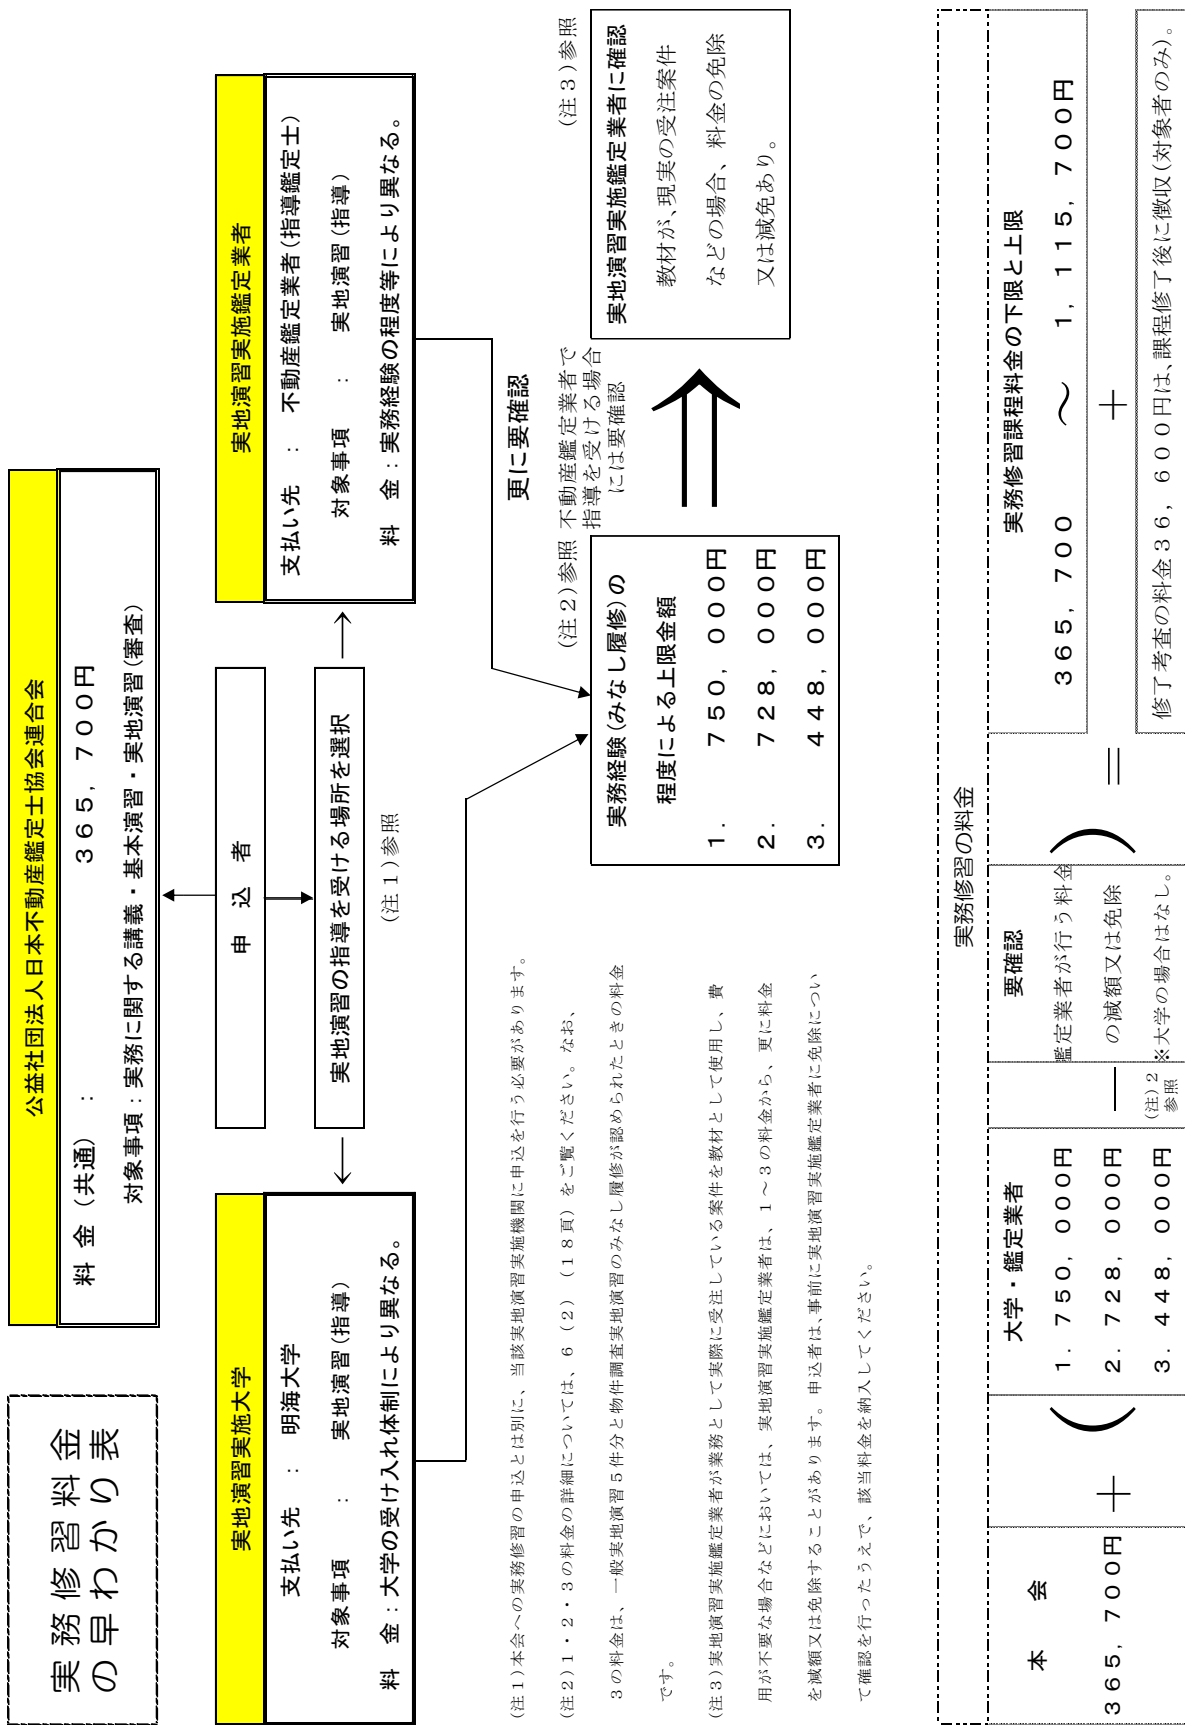 実務修習料金
の早わかり表
公益社団法人日本不動産鑑定士協会連合会
料 金 (共通) : 365，700円
対象事項：実務に関する講義・基本演習・実地演習(審査)
申 込 者
実地演習の指導を受ける場所を選択
(注1)参照
実地演習実施大学
支払い先 : 明海大学
対象事項 : 実地演習(指導)
料 金：大学の受け入れ体制により異なる。
実地演習実施鑑定業者
支払い先 : 不動産鑑定業者(指導鑑定士)
対象事項 : 実地演習(指導)
料 金：実務経験の程度等により異なる。
更に要確認
(注2)参照 不動産鑑定業者で
指導を受ける場合
には要確認
(注3)参照
実務経験(みなし履修)の
程度による上限金額
1. 750，000円
2. 728，000円
3. 448，000円
実地演習実施鑑定業者に確認
教材が、現実の受注案件
などの場合、料金の免除
又は減免あり。
(注1)本会への実務修習の申込とは別に、当該実地演習実施機関に申込を行う必要があります。
(注2)1・2・3の料金の詳細については、6(2)(18頁)をご覧ください。なお、
3の料金は、一般実地演習5件分と物件調査実地演習のみなし履修が認められたときの料金
です。
(注3)実地演習実施鑑定業者が業務として実際に受注している案件を教材として使用し、費
用が不要な場合などにおいては、実地演習実施鑑定業者は、1～3の料金から、更に料金
を減額又は免除することがあります。申込者は、事前に実地演習実施鑑定業者に免除につい
て確認を行ったうえで、該当料金を納入してください。
実務修習の料金
本 会
365，700円
＋
(
大学・鑑定業者
1. 750，000円
2. 728，000円
3. 448，000円
－
(注)2
参照
要確認
鑑定業者が行う料金
の減額又は免除
※大学の場合はなし。
)
＝
実務修習課程料金の下限と上限
365，700 ～ 1，115，700円
＋
修了考査の料金36，600円は、課程修了後に徴収(対象者のみ)。